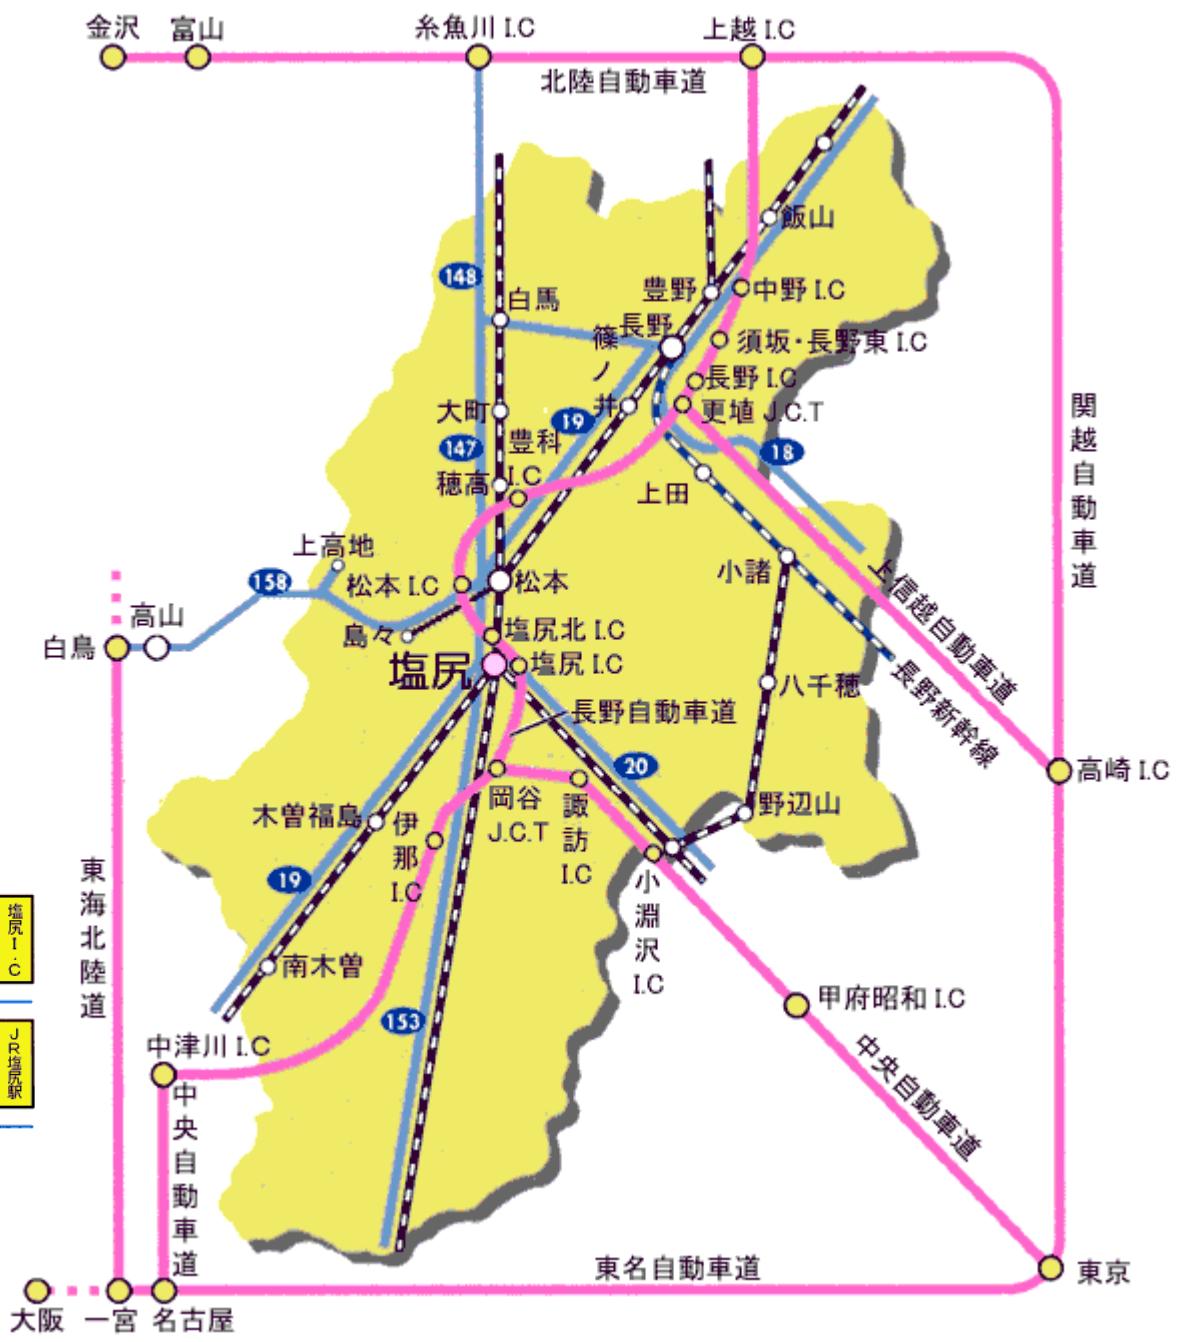 金沢
富山
糸魚川 I.C
上越 I.C
北陸自動車道
飯山
148
白馬
豊野
中野 I.C
長野
篠ノ井
須坂・長野東 I.C
長野 I.C
更埴 J.C.T
大町
19
147
豊科 I.C
18
穂高
上田
関越自動車道
上高地
158
松本 I.C
松本
小諸
上信越自動車道
高山
白鳥
島々
塩尻北 I.C
塩尻
塩尻 I.C
八千穂
長野新幹線
長野自動車道
20
高崎 I.C
木曽福島
伊那 I.C
岡谷 J.C.T
諏訪 I.C
野辺山
19
小淵沢 I.C
東海北陸道
塩尻I.C
南木曽
甲府昭和 I.C
153
JR塩尻駅
中津川 I.C
中央自動車道
中央自動車道
東名自動車道
東京
大阪
一宮
名古屋